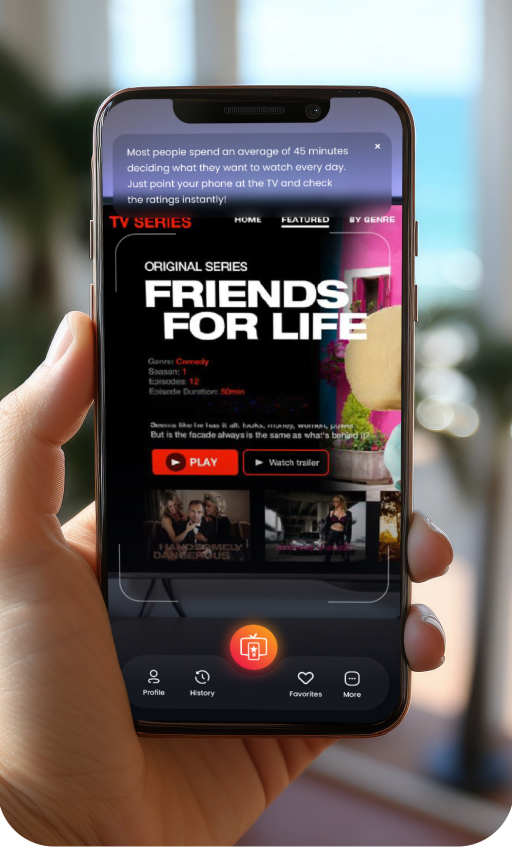 Most people spend an average of 45 minutes
deciding what they want to watch every day.
Just point your phone at the TV and check
the ratings instantly!
TV SERIES HOME FEATURED BY GENRE
ORIGINAL SERIES
FRIENDS
FOR LIFE
Genre: Comedy
Season: 1
Episodes: 12
Episode Duration: 50min
Seems like he has it all. looks, money, women, power
But is the facade always is the same as what's behind it?
PLAY Watch trailer
HANDSOMELY
DANGEROUS
Profile History Favorites More